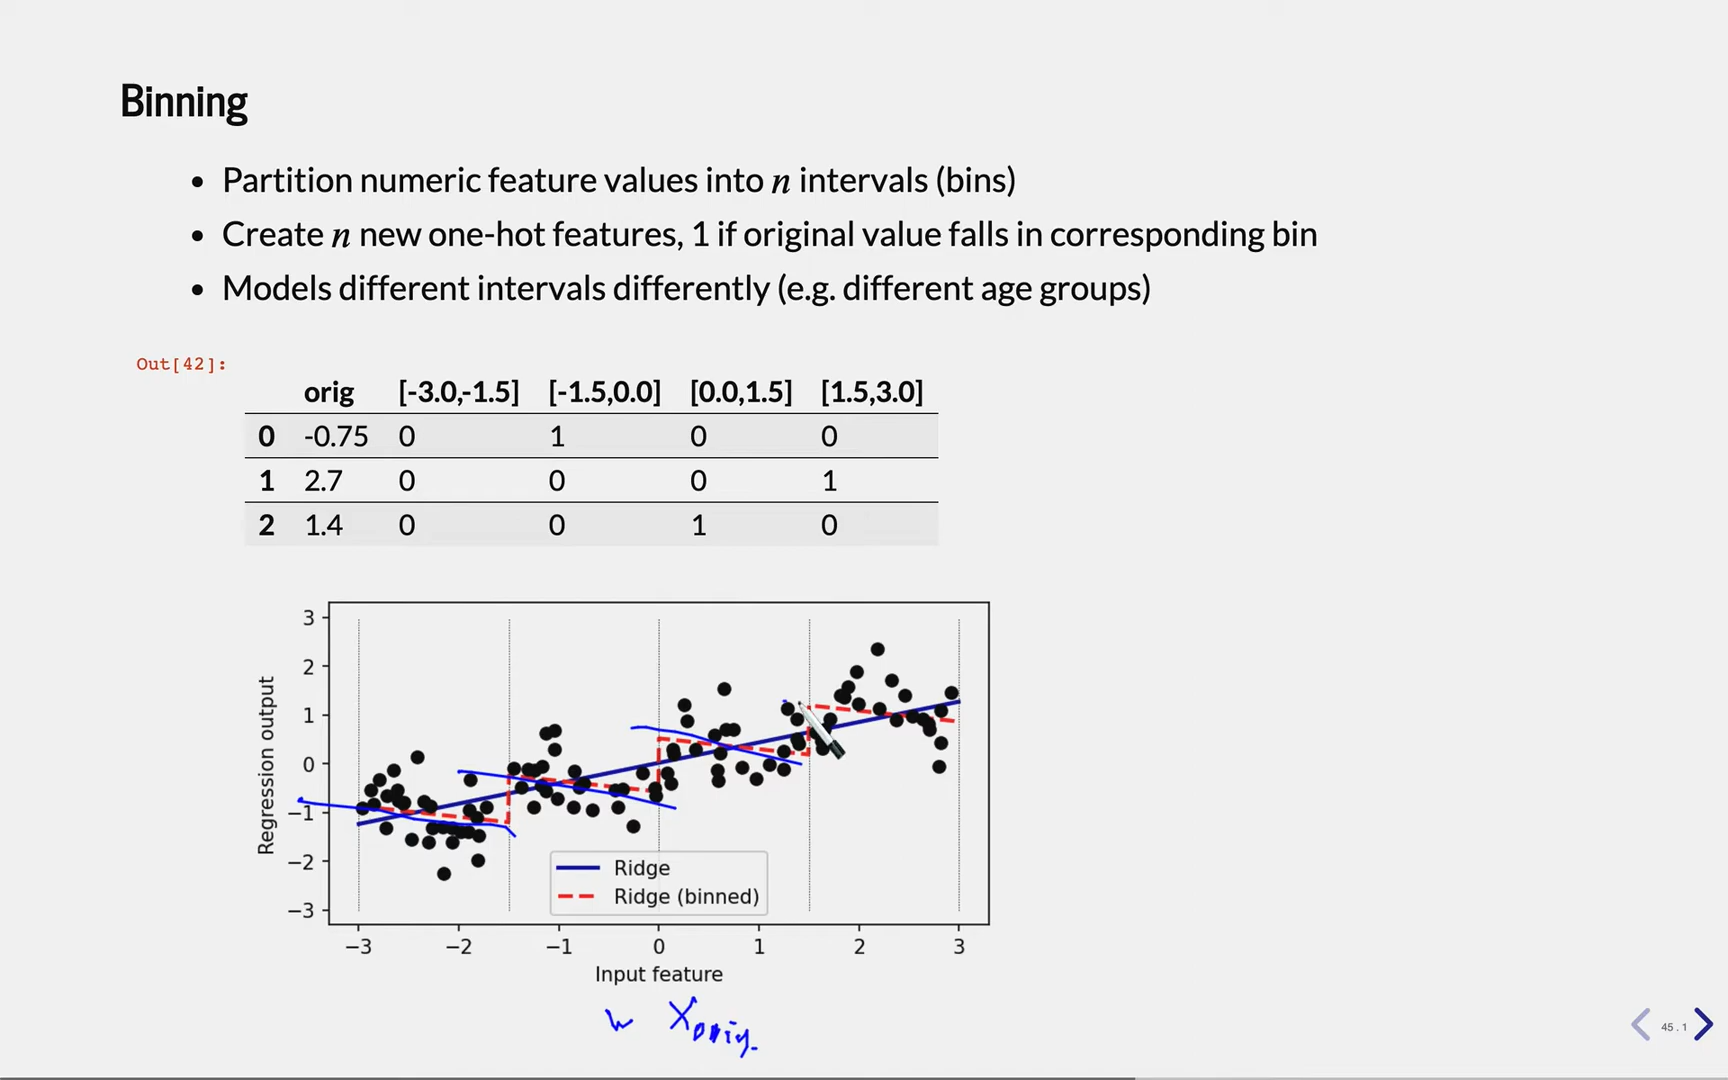 Binning
• Partition numeric feature values into n intervals (bins)
• Create n new one-hot features, 1 if original value falls in corresponding bin
• Models different intervals differently (e.g. different age groups)
Out[42]:
orig [-3.0,-1.5] [-1.5,0.0] [0.0,1.5] [1.5,3.0]
0 -0.75 0 1 0 0
1 2.7 0 0 0 1
2 1.4 0 0 1 0
3
2
1
0
−1
−2
−3
Regression output
Ridge
Ridge (binned)
−3 −2 −1 0 1 2 3
Input feature
w Xorig.
45.1